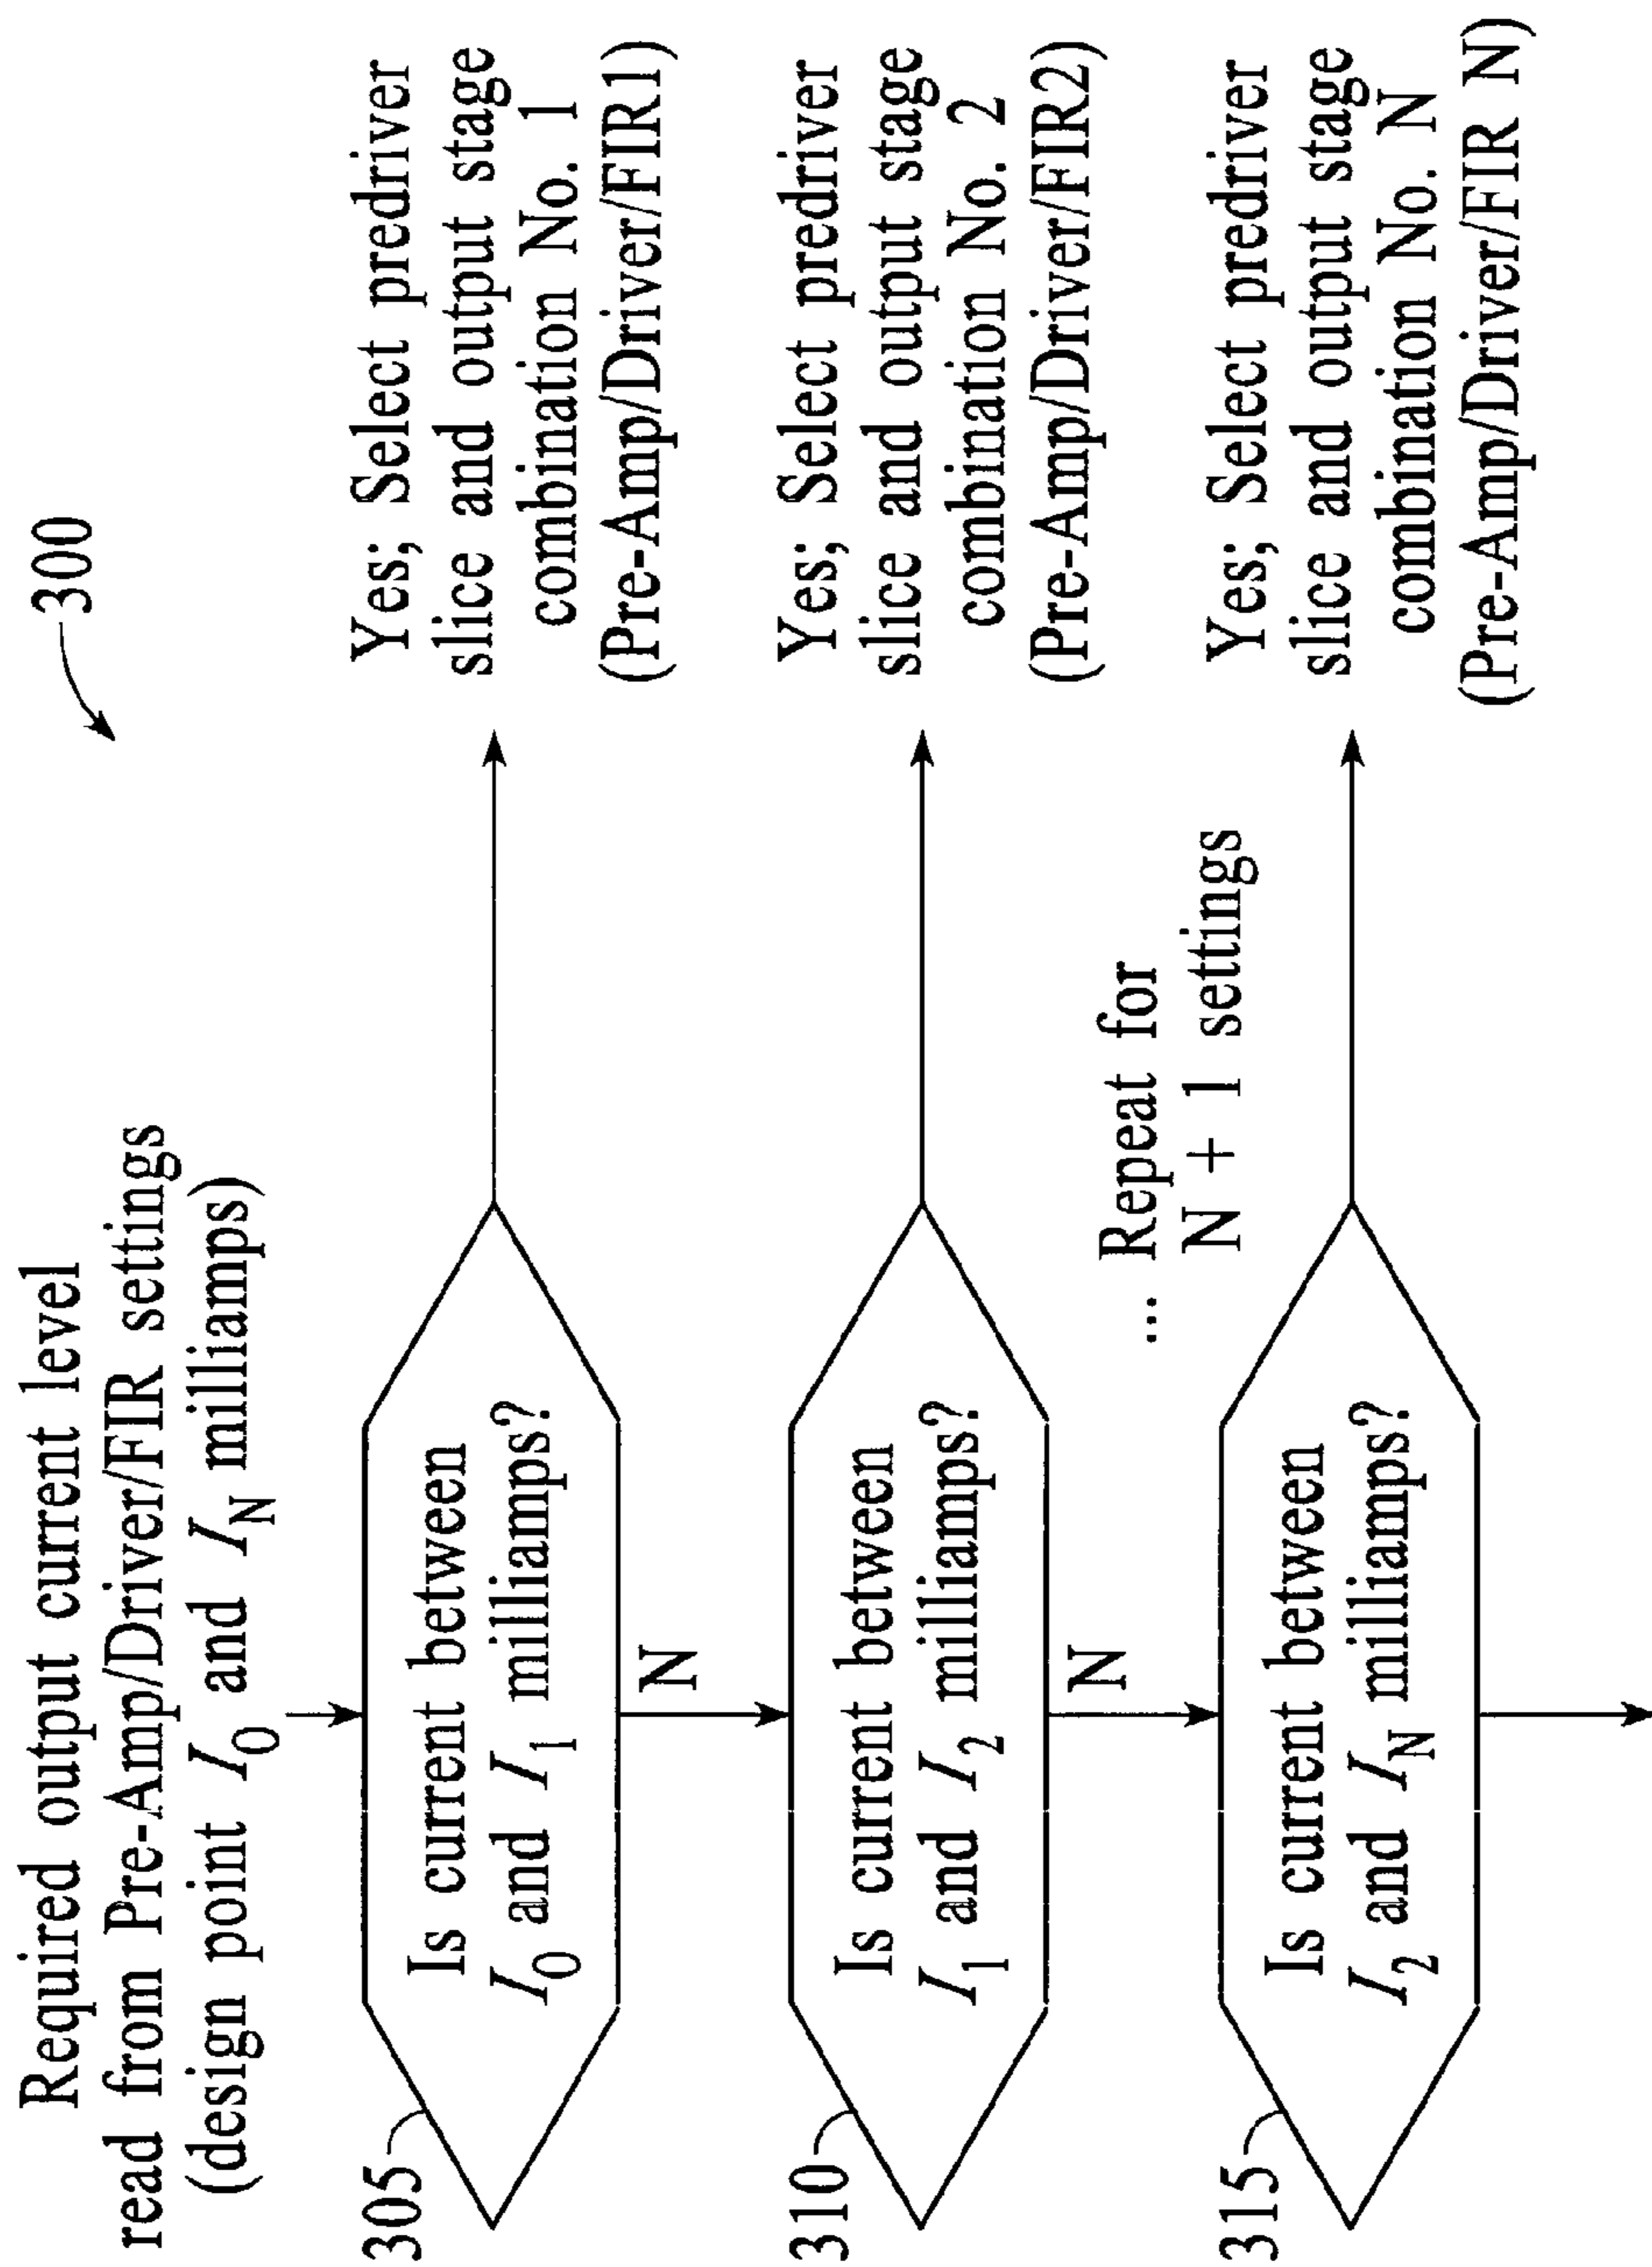 300
Required output current level
read from Pre-Amp/Driver/FIR settings
(design point I0 and IN milliamps)
305
Is current between
I0 and I1 milliamps?
Yes; Select predriver
slice and output stage
combination No. 1
(Pre-Amp/Driver/FIR1)
N
310
Is current between
I1 and I2 milliamps?
Yes; Select predriver
slice and output stage
combination No. 2
(Pre-Amp/Driver/FIR2)
N
... Repeat for
N + 1 settings
315
Is current between
I2 and IN milliamps?
Yes; Select predriver
slice and output stage
combination No. N
(Pre-Amp/Driver/FIR N)